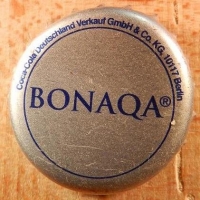 Coca-Cola Deutschland Verkauf GmbH & Co. KG, 10117 Berlin
BONAQA®